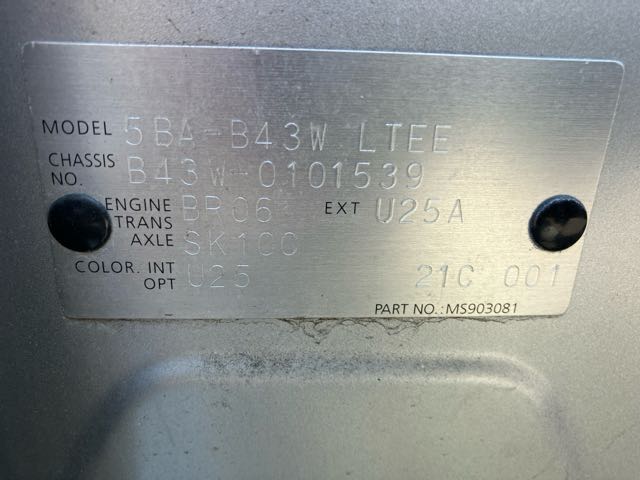 MODEL 5BA-B43W LTEE
CHASSIS NO. B43W-0101539
ENGINE BR06 EXT U25A
TRANS AXLE SK1CC
COLOR. INT U25
OPT 21C 001
PART NO.: MS903081